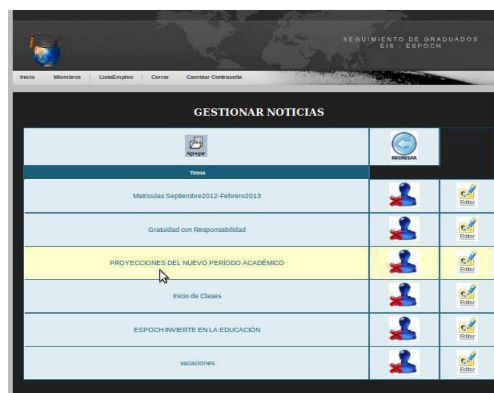 SEGUIMIENTO DE GRADUADOS
EIS - ESPOCH
Inicio Miembros ListaEmpleo Cerrar Cambiar Contraseña
GESTIONAR NOTICIAS
Agregar REGRESAR
Tema
Matriculas Septiembre2012-Febrero2013 Editar
Gratuidad con Responsabilidad Editar
PROYECCIONES DEL NUEVO PERÍODO ACADÉMICO Editar
Inicio de Clases Editar
ESPOCH INVIERTE EN LA EDUCACIÓN Editar
vacaciones Editar